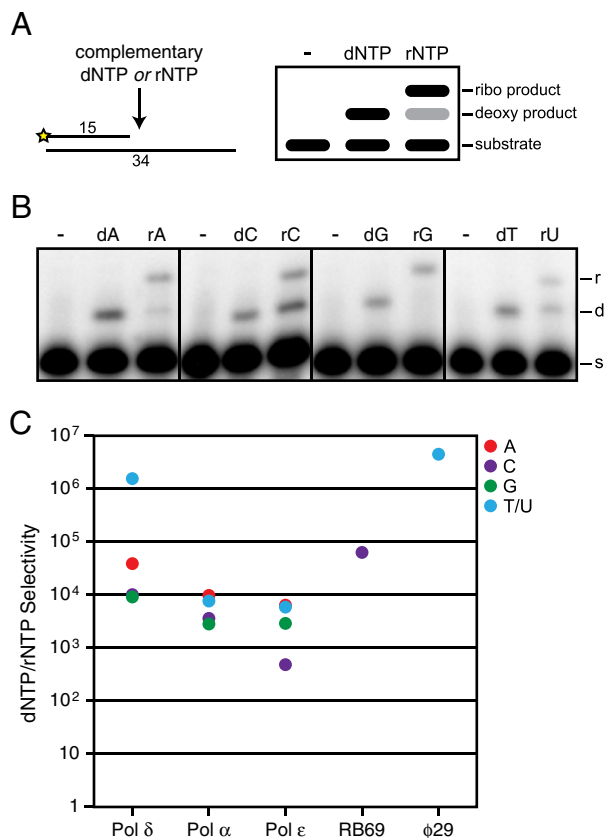 A
complementary
dNTP or rNTP
15
34
- dNTP rNTP
ribo product
deoxy product
substrate
B
- dA rA - dC rC - dG rG - dT rU
r
d
s
C
dNTP/rNTP Selectivity
10⁷
10⁶
10⁵
10⁴
10³
10²
10
1
Pol δ Pol α Pol ε RB69 ϕ29
A
C
G
T/U